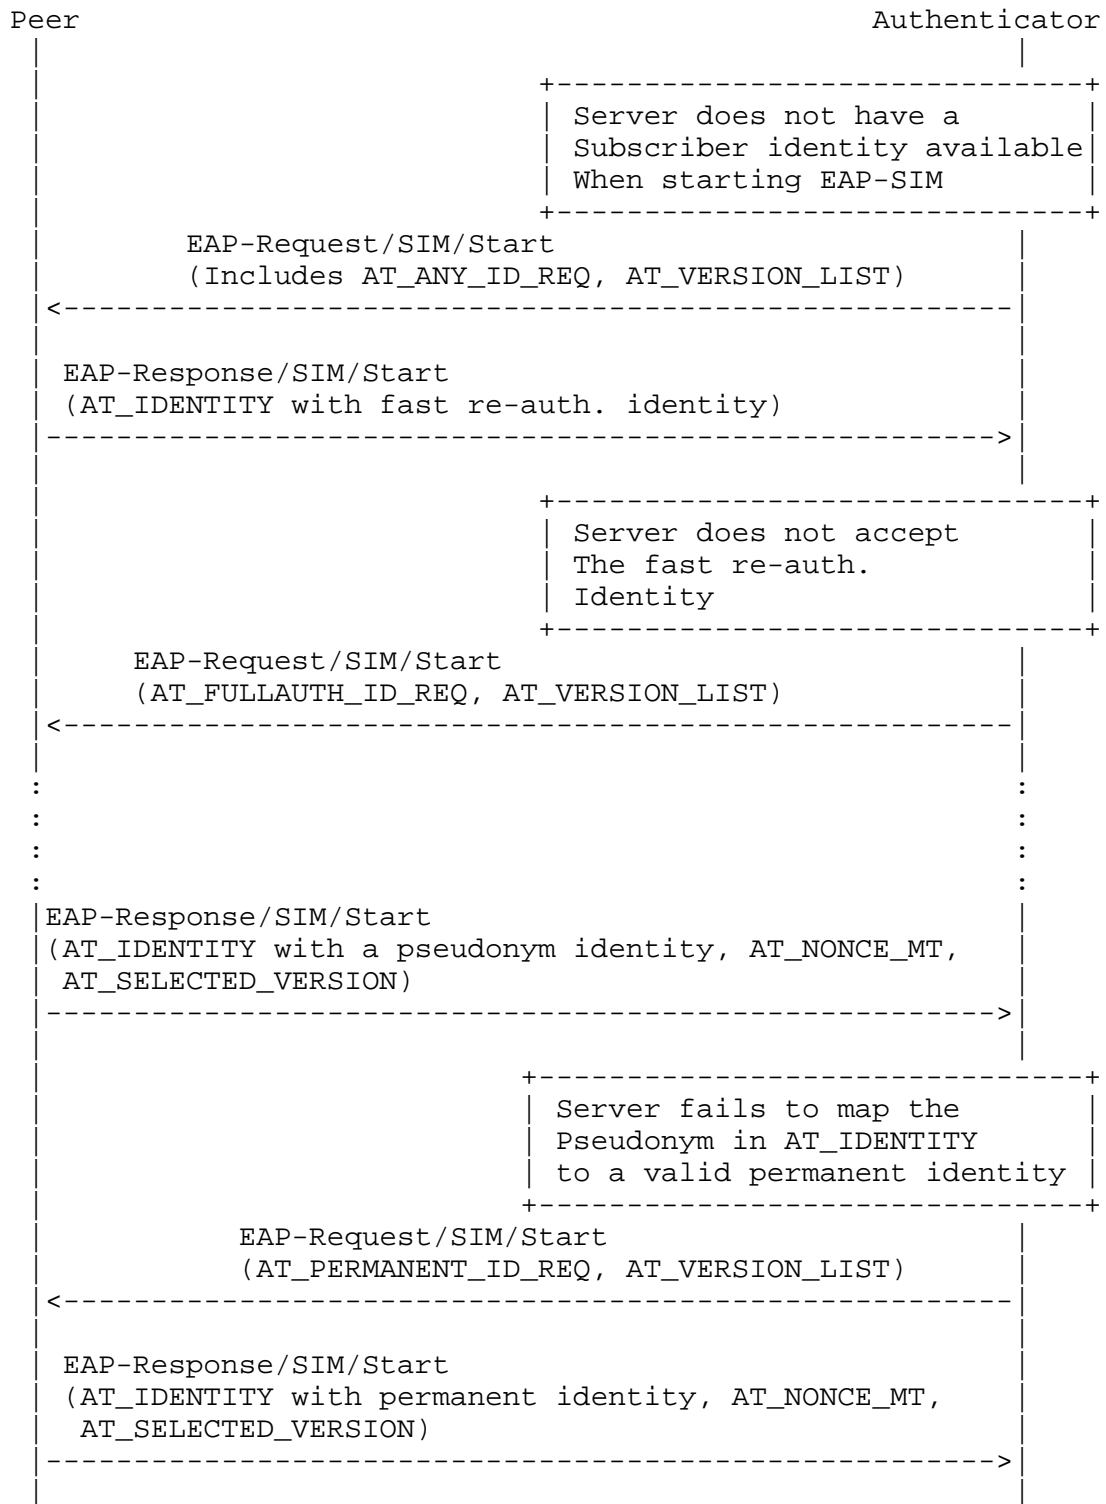 Peer Authenticator
Server does not have a
Subscriber identity available
When starting EAP-SIM
EAP-Request/SIM/Start
(Includes AT_ANY_ID_REQ, AT_VERSION_LIST)
EAP-Response/SIM/Start
(AT_IDENTITY with fast re-auth. identity)
Server does not accept
The fast re-auth.
Identity
EAP-Request/SIM/Start
(AT_FULLAUTH_ID_REQ, AT_VERSION_LIST)
EAP-Response/SIM/Start
(AT_IDENTITY with a pseudonym identity, AT_NONCE_MT,
AT_SELECTED_VERSION)
Server fails to map the
Pseudonym in AT_IDENTITY
to a valid permanent identity
EAP-Request/SIM/Start
(AT_PERMANENT_ID_REQ, AT_VERSION_LIST)
EAP-Response/SIM/Start
(AT_IDENTITY with permanent identity, AT_NONCE_MT,
AT_SELECTED_VERSION)